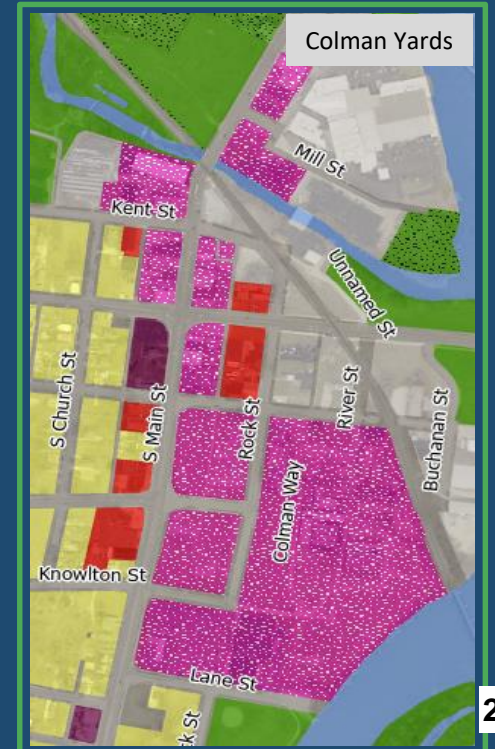 Colman Yards
Mill St
Kent St
Unnamed St
S Church St
S Main St
Rock St
River St
Buchanan St
Colman Way
Knowlton St
Lane St
k St
2